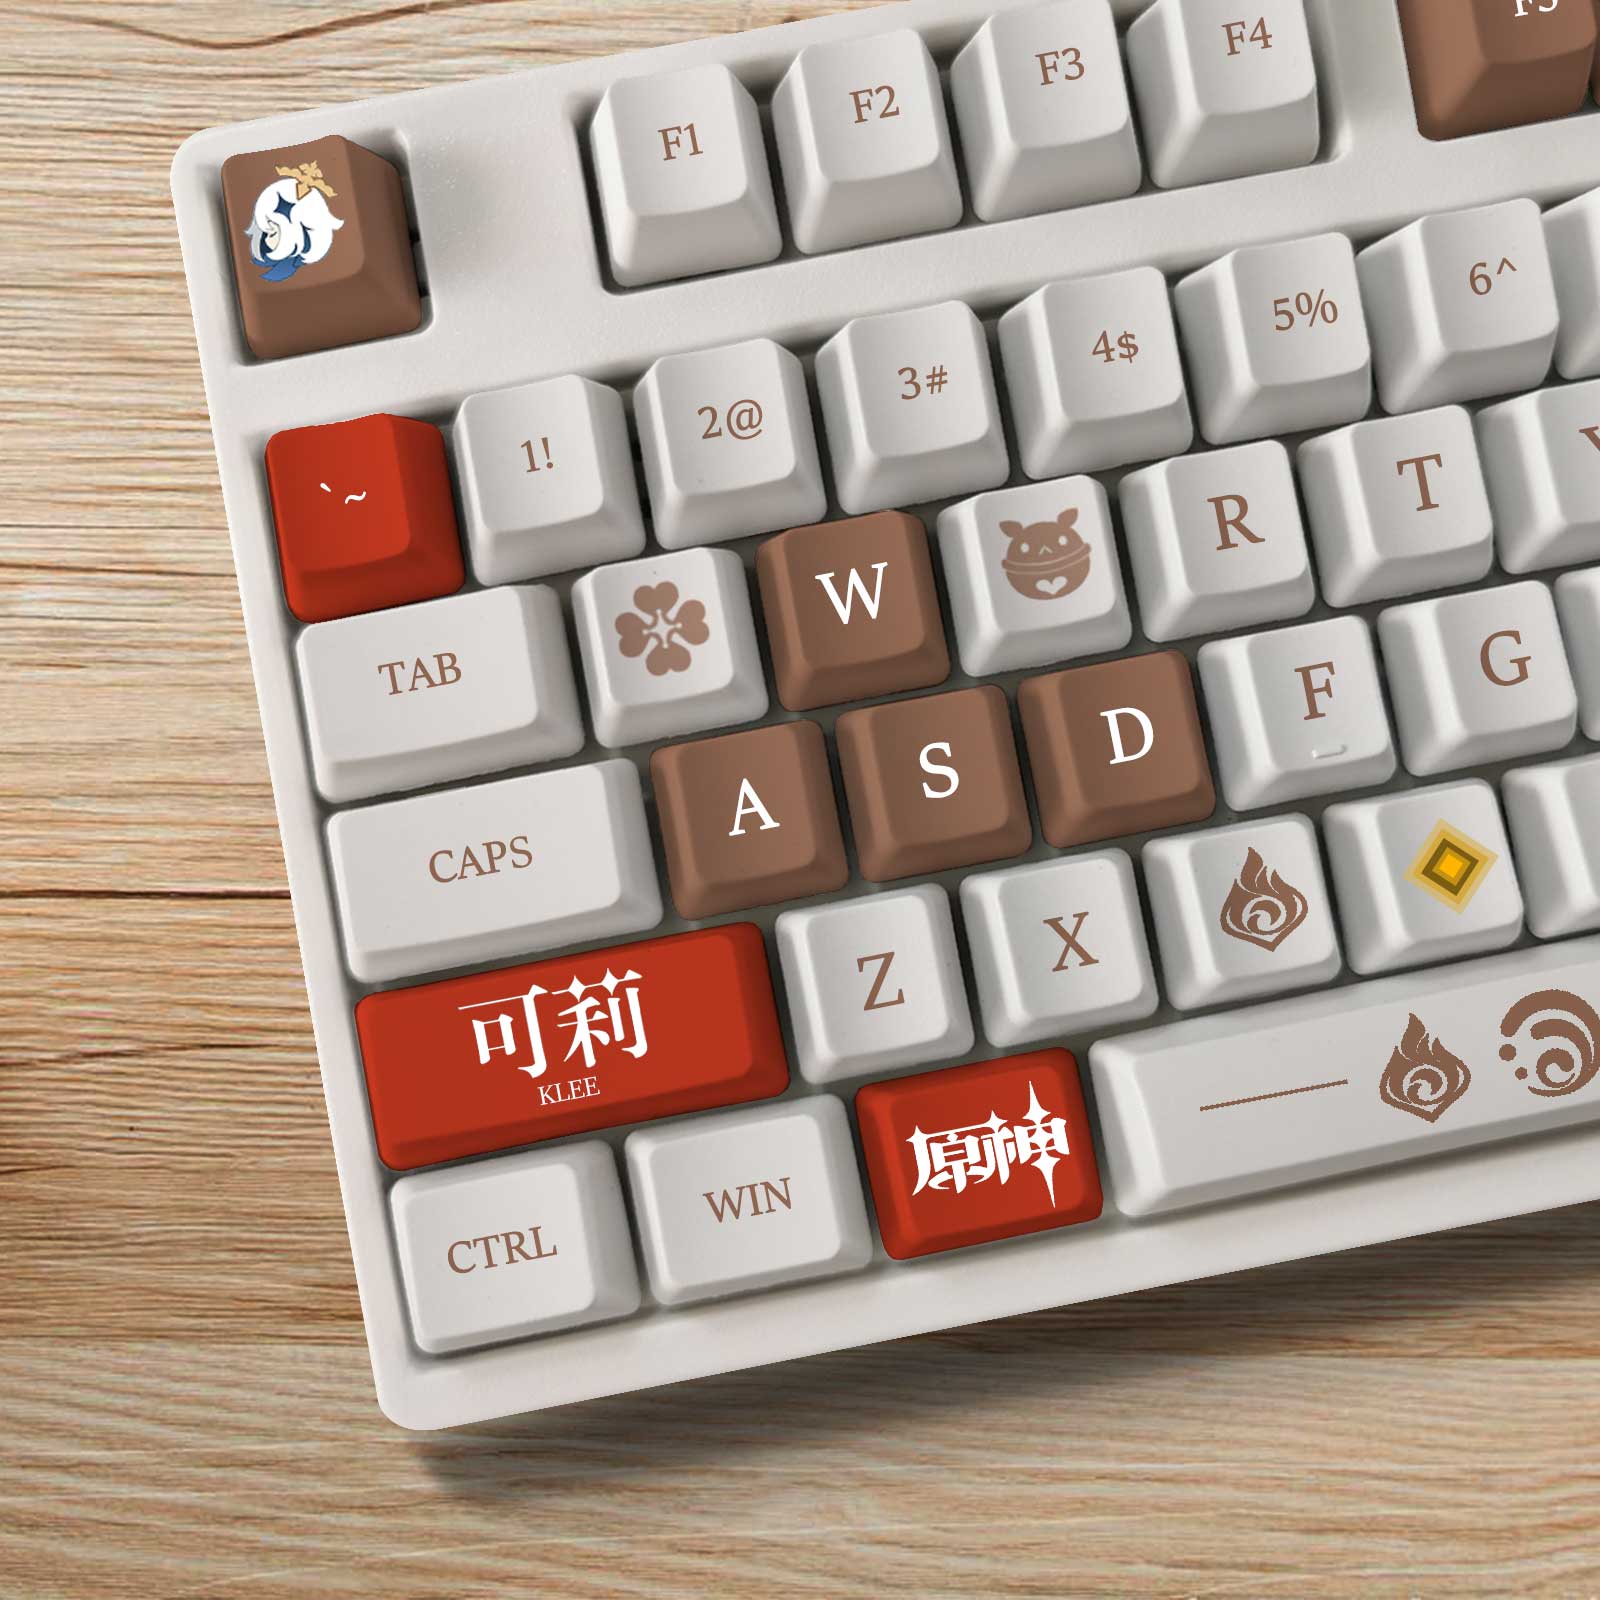 F1
F2
F3
F4
F5
`~
1!
2@
3#
4$
5%
6^
TAB
W
R
T
CAPS
A
S
D
F
G
可莉
KLEE
Z
X
CTRL
WIN
原神